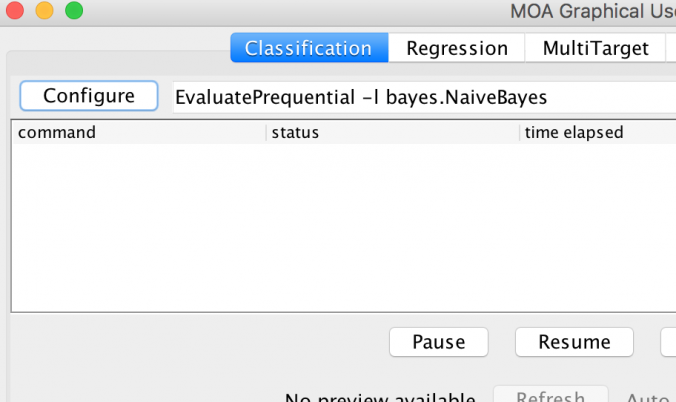 MOA Graphical
Classification Regression MultiTarget
Configure EvaluatePrequential -l bayes.NaiveBayes
command status time elapsed
Pause Resume
No preview available Refresh Auto